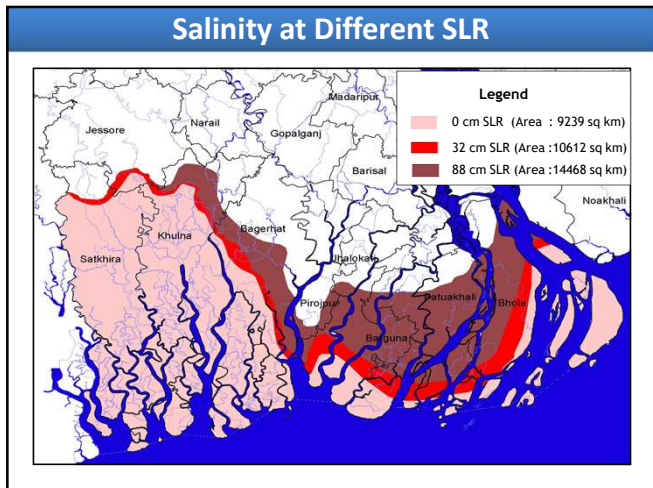 Salinity at Different SLR
Legend
0 cm SLR (Area : 9239 sq km)
32 cm SLR (Area :10612 sq km)
88 cm SLR (Area :14468 sq km)
Madaripur
Jessore
Narail
Gopalganj
Barisal
Noakhali
Bagerhat
Khulna
Satkhira
Jhalokati
Pirojpur
Patuakhali
Bhola
Barguna